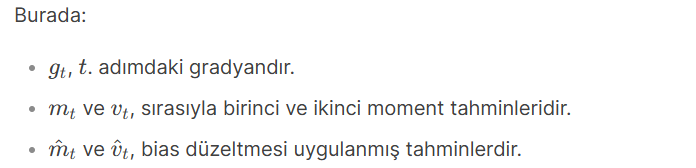 Burada:
• g_t, t. adımdaki gradyandır.
• m_t ve v_t, sırasıyla birinci ve ikinci moment tahminleridir.
• m̂_t ve v̂_t, bias düzeltmesi uygulanmış tahminlerdir.